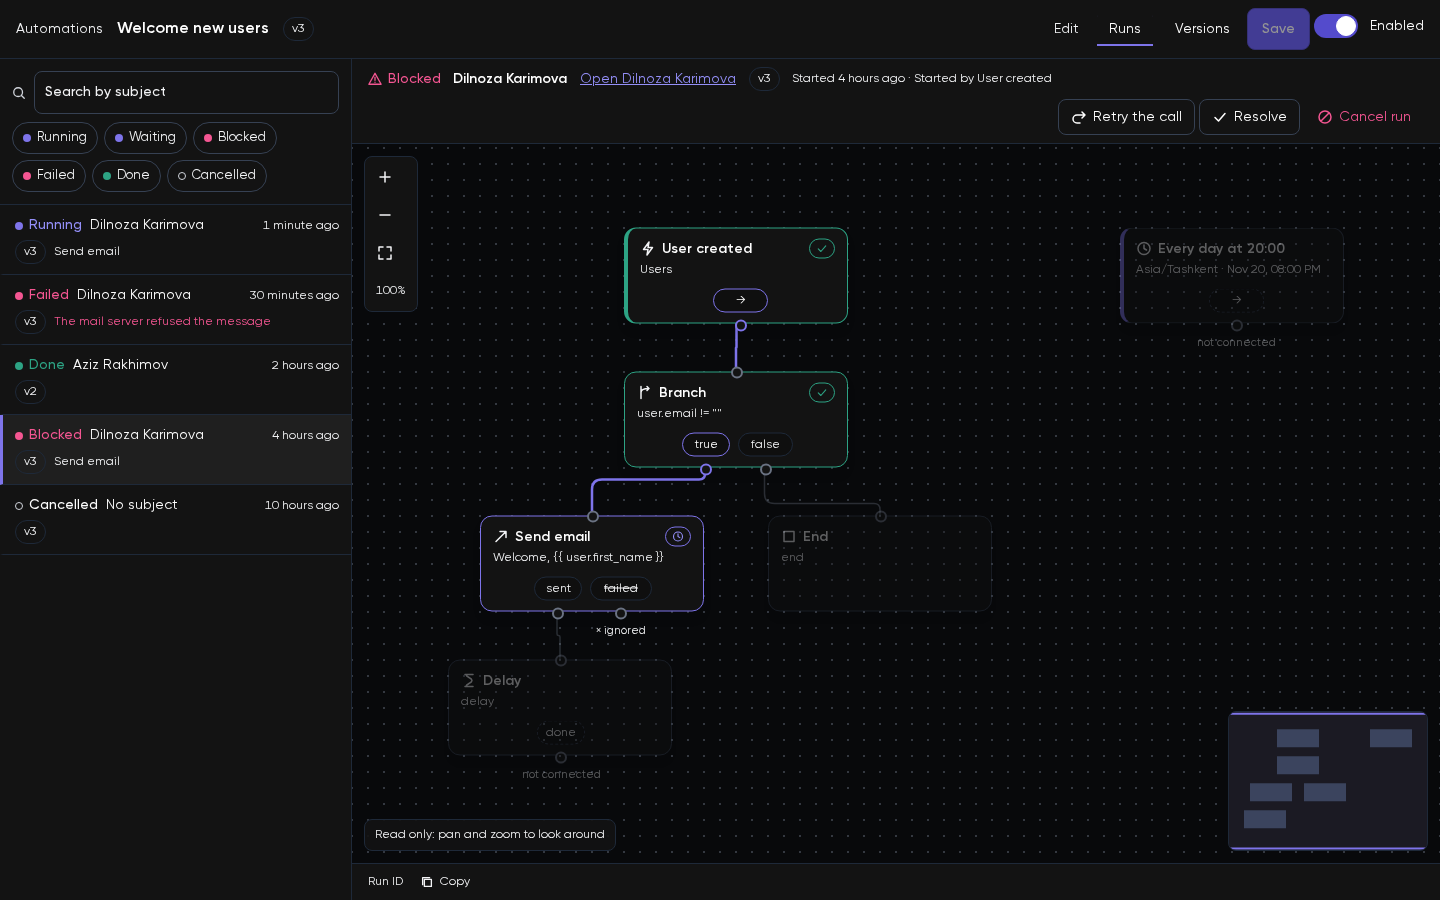 Automations Welcome new users v3
Edit Runs Versions Save Enabled
Search by subject
Running Waiting Blocked
Failed Done Cancelled
Running Dilnoza Karimova 1 minute ago
v3 Send email
Failed Dilnoza Karimova 30 minutes ago
v3 The mail server refused the message
Done Aziz Rakhimov 2 hours ago
v2
Blocked Dilnoza Karimova 4 hours ago
v3 Send email
Cancelled No subject 10 hours ago
v3
Blocked Dilnoza Karimova Open Dilnoza Karimova v3 Started 4 hours ago · Started by User created
Retry the call Resolve Cancel run
100%
User created
Users
→
Every day at 20:00
Asia/Tashkent · Nov 20, 08:00 PM
→
not connected
Branch
user.email != ""
true false
Send email
Welcome, {{ user.first_name }}
sent failed
× ignored
End
end
Delay
delay
done
not connected
Read only: pan and zoom to look around
Run ID Copy